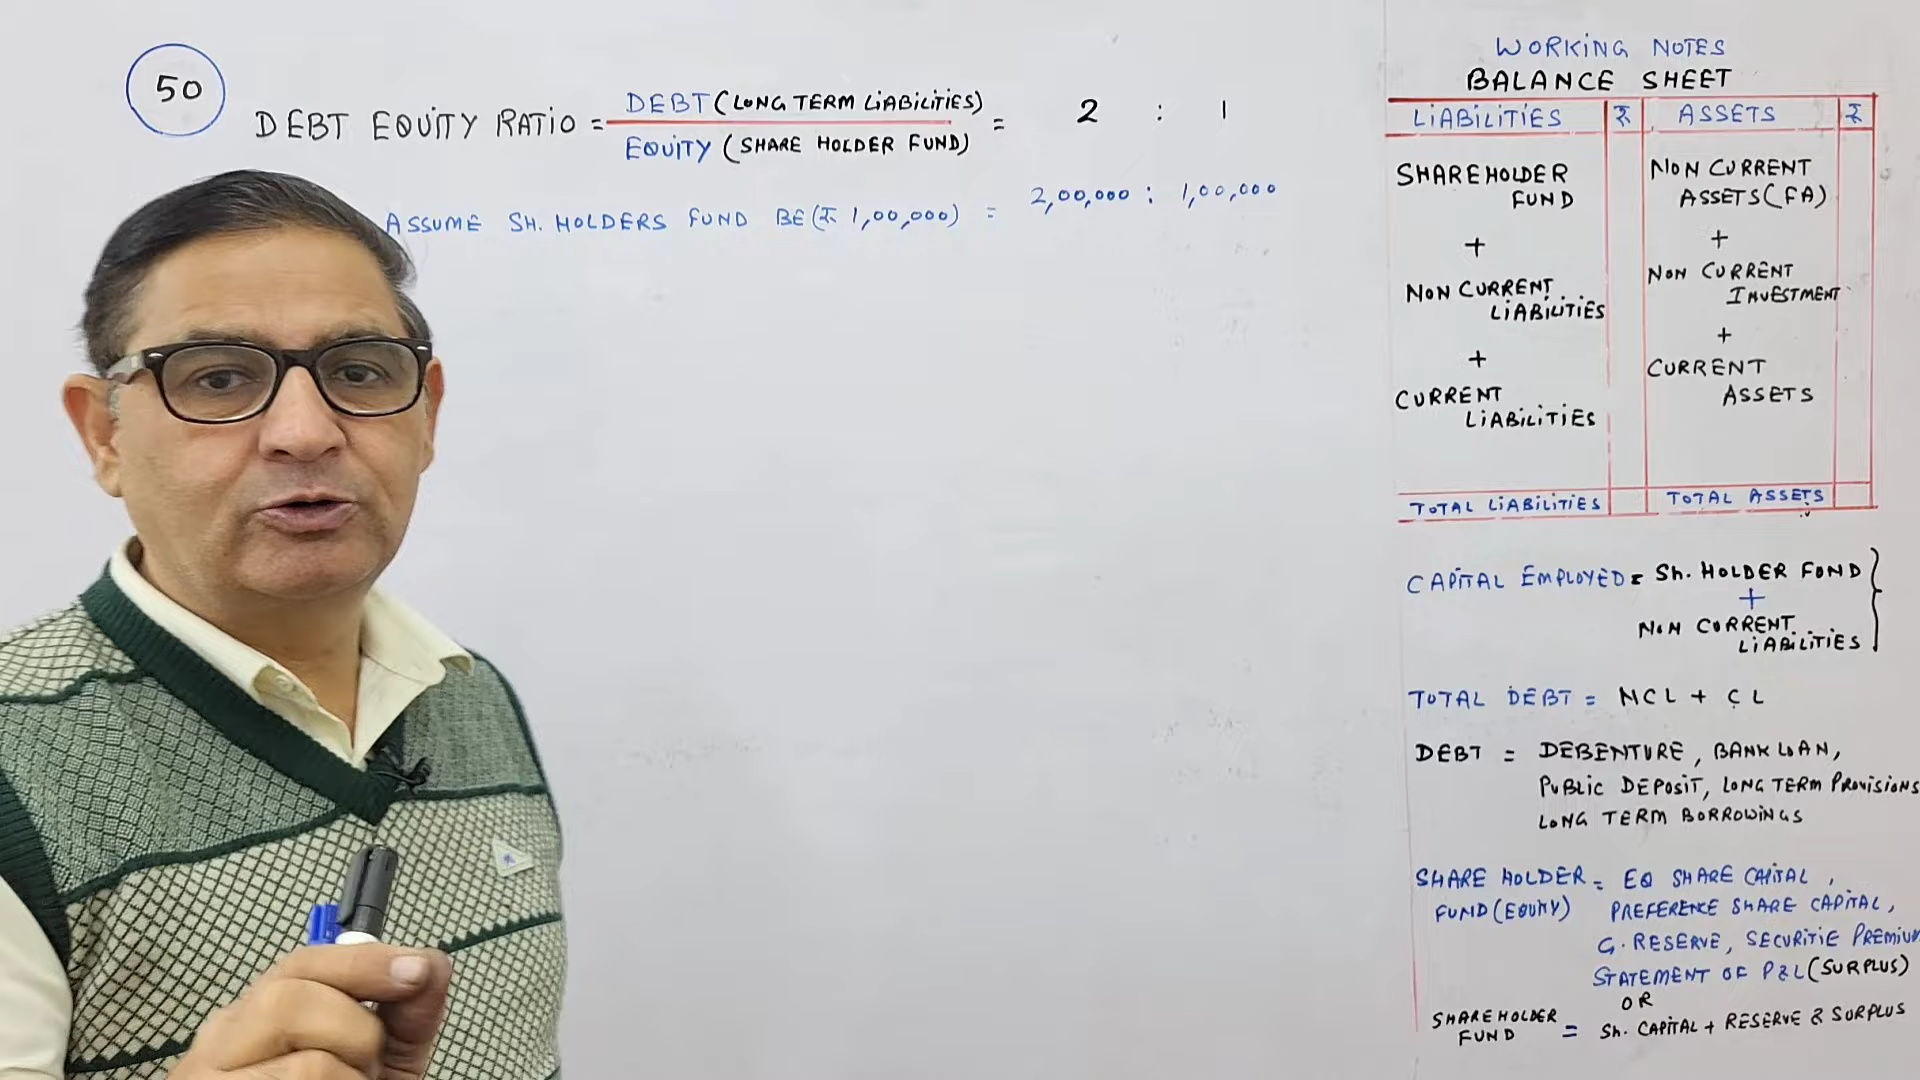 50
DEBT EQUITY RATIO = DEBT (LONG TERM LIABILITIES) = 2 : 1
EQUITY (SHARE HOLDER FUND)
ASSUME SH. HOLDERS FUND BE (₹ 1,00,000) = 2,00,000 : 1,00,000
WORKING NOTES
BALANCE SHEET
LIABILITIES ₹ ASSETS ₹
SHAREHOLDER
FUND
+
NON CURRENT
LIABILITIES
+
CURRENT
LIABILITIES
NON CURRENT
ASSETS (FA)
+
NON CURRENT
INVESTMENT
+
CURRENT
ASSETS
TOTAL LIABILITIES TOTAL ASSETS
CAPITAL EMPLOYED = Sh. HOLDER FOND
+
NON CURRENT
LIABILITIES
TOTAL DEBT = NCL + CL
DEBT = DEBENTURE, BANK LOAN,
PUBLIC DEPOSIT, LONG TERM PROVISIONS
LONG TERM BORROWINGS
SHARE HOLDER = EQ SHARE CAPITAL,
FUND (EQUITY) PREFERENCE SHARE CAPITAL,
G. RESERVE, SECURITIE PREMIUM
STATEMENT OF P&L (SURPLUS)
OR
SHAREHOLDER
FUND = Sh. CAPITAL + RESERVE & SURPLUS